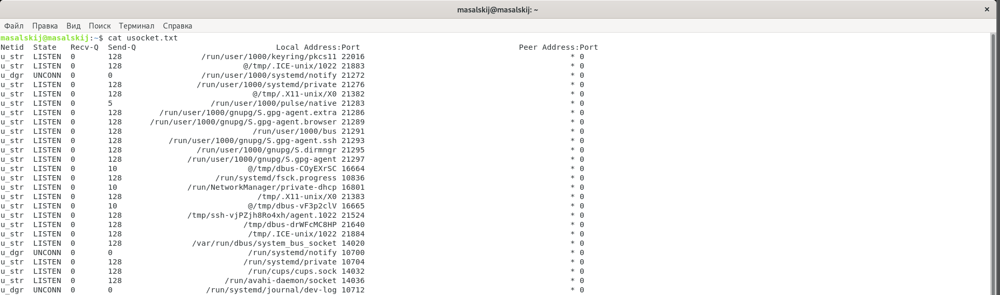 masalskij@masalskij: ~
×
Файл Правка Вид Поиск Терминал Справка
masalskij@masalskij:~$ cat usocket.txt
Netid State Recv-Q Send-Q Local Address:Port Peer Address:Port
u_str LISTEN 0 128 /run/user/1000/keyring/pkcs11 22016 * 0
u_str LISTEN 0 128 @/tmp/.ICE-unix/1022 21883 * 0
u_dgr UNCONN 0 0 /run/user/1000/systemd/notify 21272 * 0
u_str LISTEN 0 128 /run/user/1000/systemd/private 21276 * 0
u_str LISTEN 0 128 @/tmp/.X11-unix/X0 21382 * 0
u_str LISTEN 0 5 /run/user/1000/pulse/native 21283 * 0
u_str LISTEN 0 128 /run/user/1000/gnupg/S.gpg-agent.extra 21286 * 0
u_str LISTEN 0 128 /run/user/1000/gnupg/S.gpg-agent.browser 21289 * 0
u_str LISTEN 0 128 /run/user/1000/bus 21291 * 0
u_str LISTEN 0 128 /run/user/1000/gnupg/S.gpg-agent.ssh 21293 * 0
u_str LISTEN 0 128 /run/user/1000/gnupg/S.dirmngr 21295 * 0
u_str LISTEN 0 128 /run/user/1000/gnupg/S.gpg-agent 21297 * 0
u_str LISTEN 0 10 @/tmp/dbus-COyEXrSC 16664 * 0
u_str LISTEN 0 128 /run/systemd/fsck.progress 10836 * 0
u_str LISTEN 0 10 /run/NetworkManager/private-dhcp 16801 * 0
u_str LISTEN 0 128 /tmp/.X11-unix/X0 21383 * 0
u_str LISTEN 0 10 @/tmp/dbus-vF3p2clV 16665 * 0
u_str LISTEN 0 128 /tmp/ssh-vjPZjh8Ro4xh/agent.1022 21524 * 0
u_str LISTEN 0 128 /tmp/dbus-drWFcMC8HP 21640 * 0
u_str LISTEN 0 128 /tmp/.ICE-unix/1022 21884 * 0
u_str LISTEN 0 128 /var/run/dbus/system_bus_socket 14020 * 0
u_dgr UNCONN 0 0 /run/systemd/notify 10700 * 0
u_str LISTEN 0 128 /run/systemd/private 10704 * 0
u_str LISTEN 0 128 /run/cups/cups.sock 14032 * 0
u_str LISTEN 0 128 /run/avahi-daemon/socket 14036 * 0
u_dgr UNCONN 0 0 /run/systemd/journal/dev-log 10712 * 0